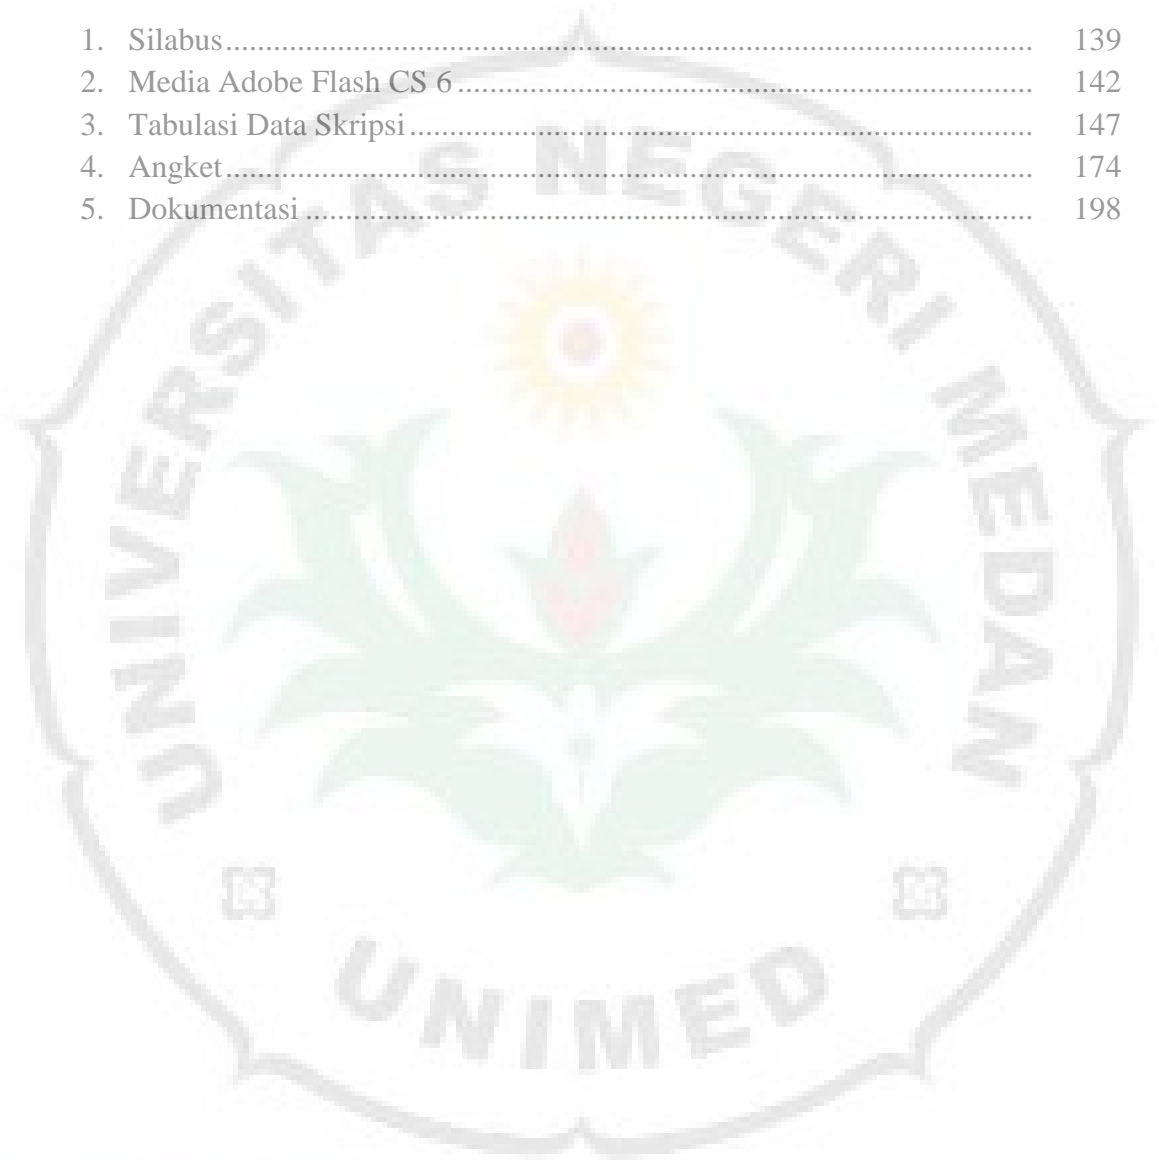 1. Silabus........................................................................................................ 139
2. Media Adobe Flash CS 6.......................................................................... 142
3. Tabulasi Data Skripsi................................................................................ 147
4. Angket........................................................................................................ 174
5. Dokumentasi.............................................................................................. 198
UNIVERSITAS NEGERI MEDAN
UNIMED